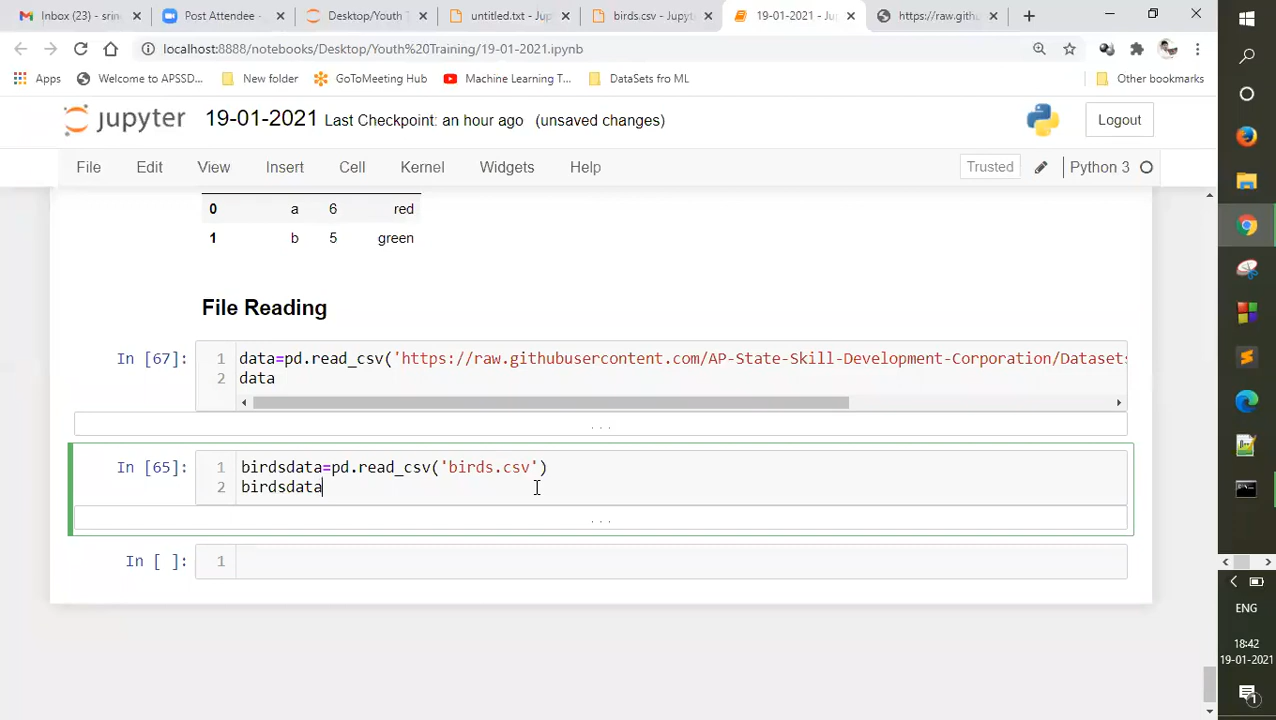 Inbox (23) - srin
Post Attendee -
Desktop/Youth T
untitled.txt - Jup
birds.csv - Jupyte
19-01-2021 - Ju
https://raw.gith
localhost:8888/notebooks/Desktop/Youth%20Training/19-01-2021.ipynb
Apps
Welcome to APSSD...
New folder
GoToMeeting Hub
Machine Learning T...
DataSets fro ML
Other bookmarks
jupyter
19-01-2021 Last Checkpoint: an hour ago (unsaved changes)
Logout
File
Edit
View
Insert
Cell
Kernel
Widgets
Help
Trusted
Python 3
0 a 6 red
1 b 5 green
File Reading
In [67]:
1 data=pd.read_csv('https://raw.githubusercontent.com/AP-State-Skill-Development-Corporation/Datasets
2 data
...
In [65]:
1 birdsdata=pd.read_csv('birds.csv')
2 birdsdata
...
In [ ]:
1
ENG
18:42
19-01-2021
1